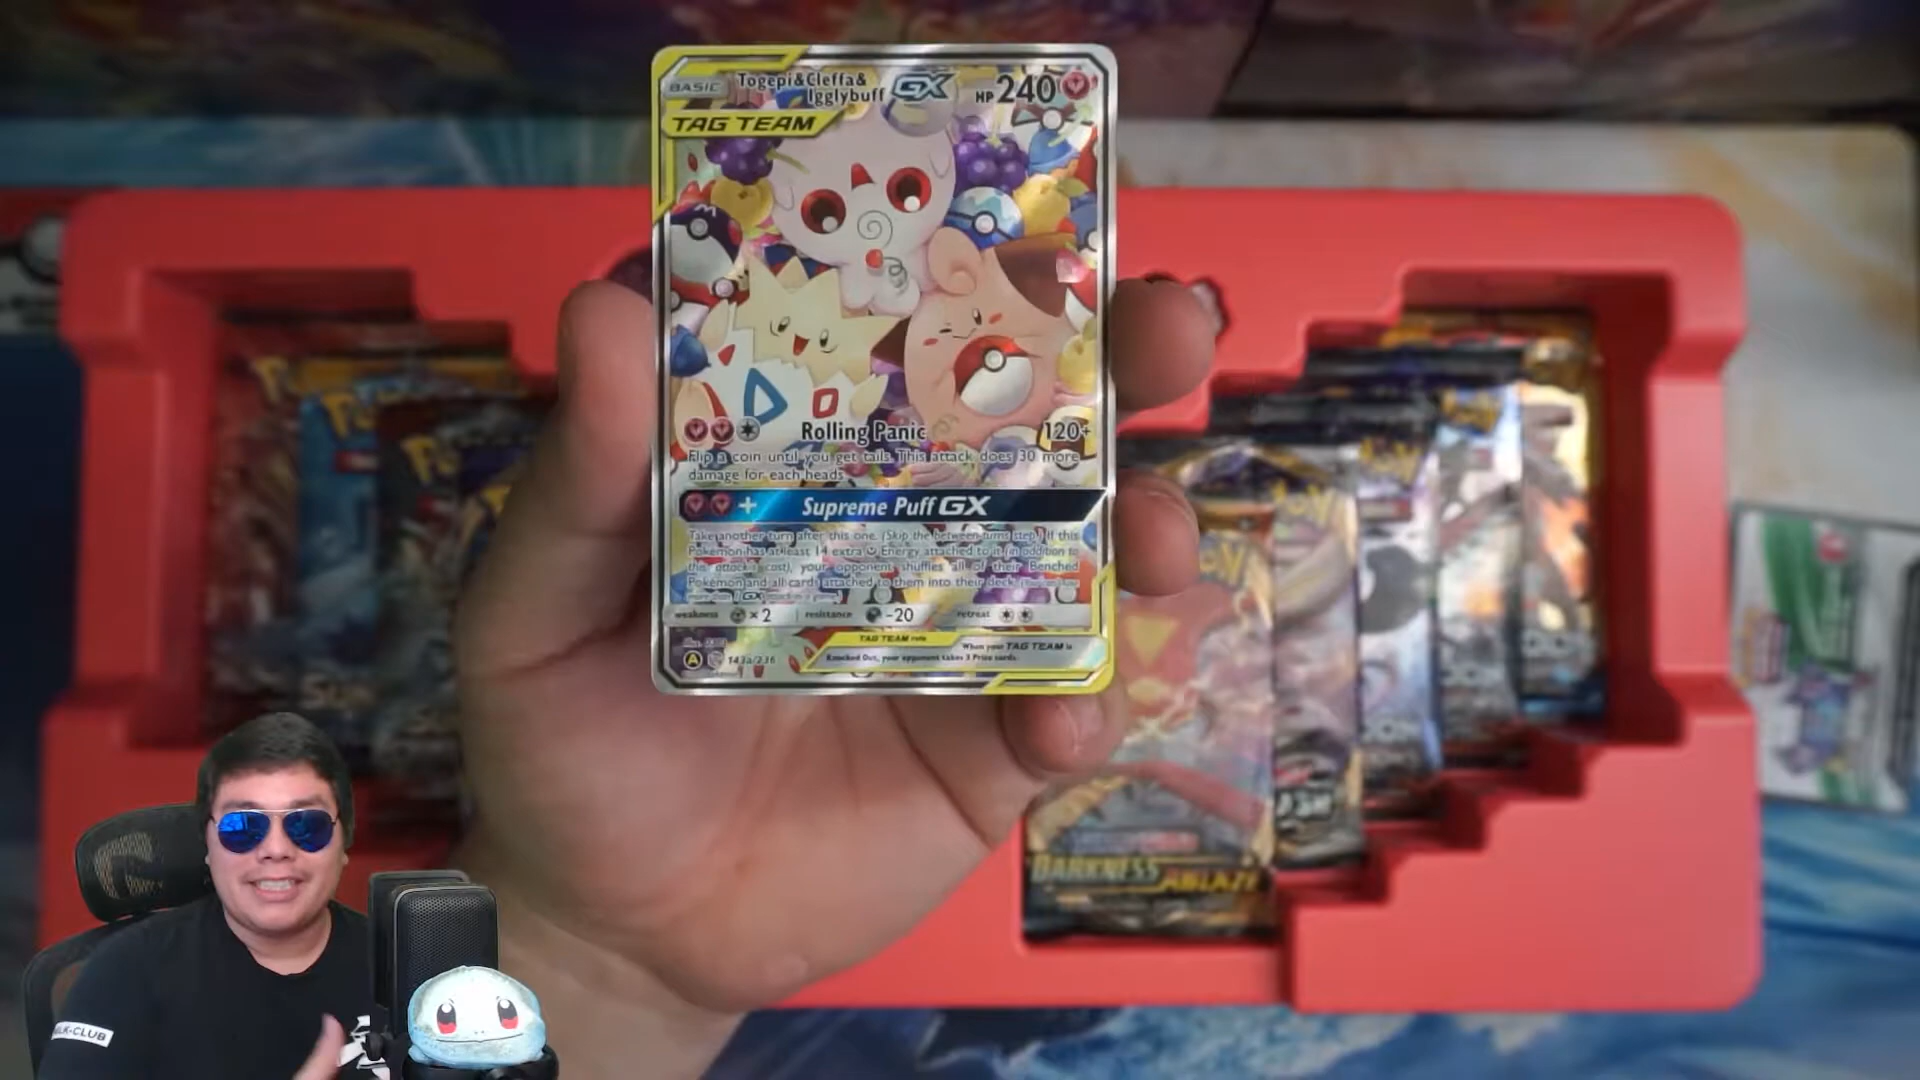 BASIC
Togepi&Cleffa&
Igglybuff GX HP 240
TAG TEAM
Rolling Panic 120+
Flip a coin until you get tails. This attack does 30 more
damage for each heads.
+ Supreme Puff GX
Take another turn after this one. (Skip the between-turns step.) If this
Pokémon has at least 14 extra Energy attached to it (in addition to
this attack's cost), your opponent shuffles all of their Benched
Pokémon and all cards attached to them into their deck.
weakness ×2 resistance -20 retreat
TAG TEAM rule
When your TAG TEAM is
Knocked Out, your opponent takes 3 Prize cards.
A 143a/236
DARKNESS ABLAZE
LK-CLUB